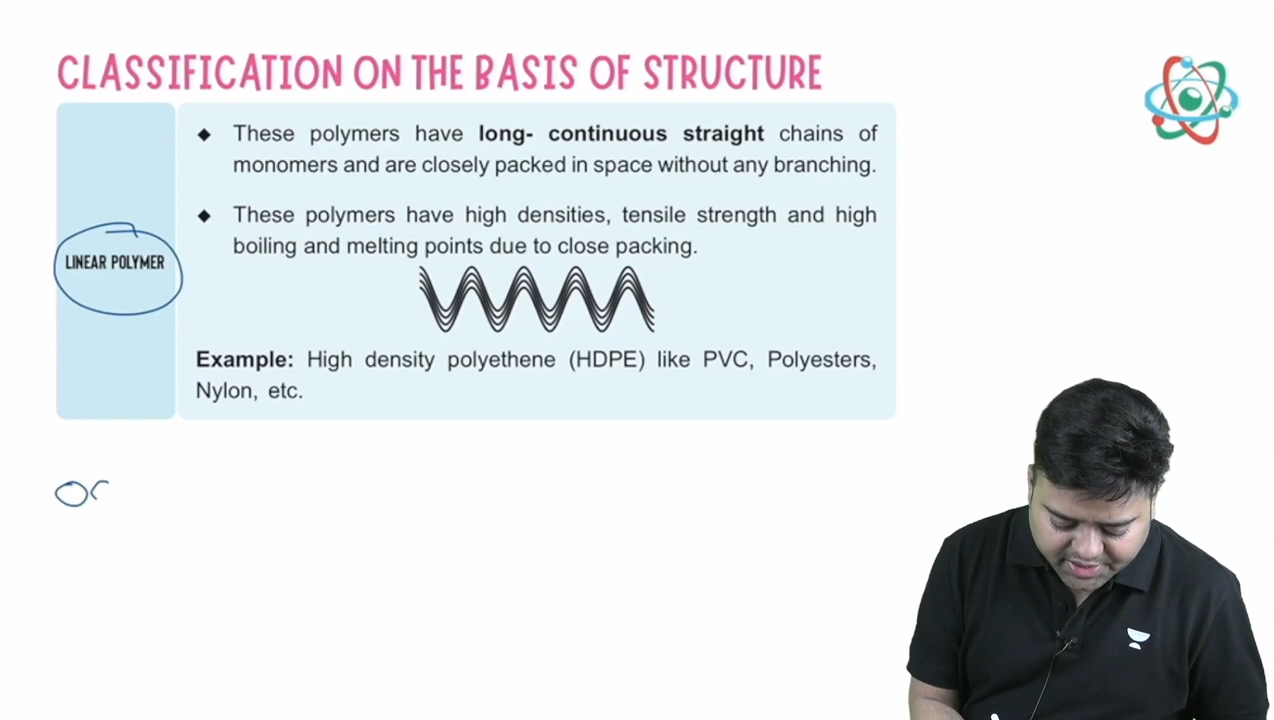 CLASSIFICATION ON THE BASIS OF STRUCTURE
◆ These polymers have long- continuous straight chains of
monomers and are closely packed in space without any branching.
◆ These polymers have high densities, tensile strength and high
boiling and melting points due to close packing.
LINEAR POLYMER
Example: High density polyethene (HDPE) like PVC, Polyesters,
Nylon, etc.